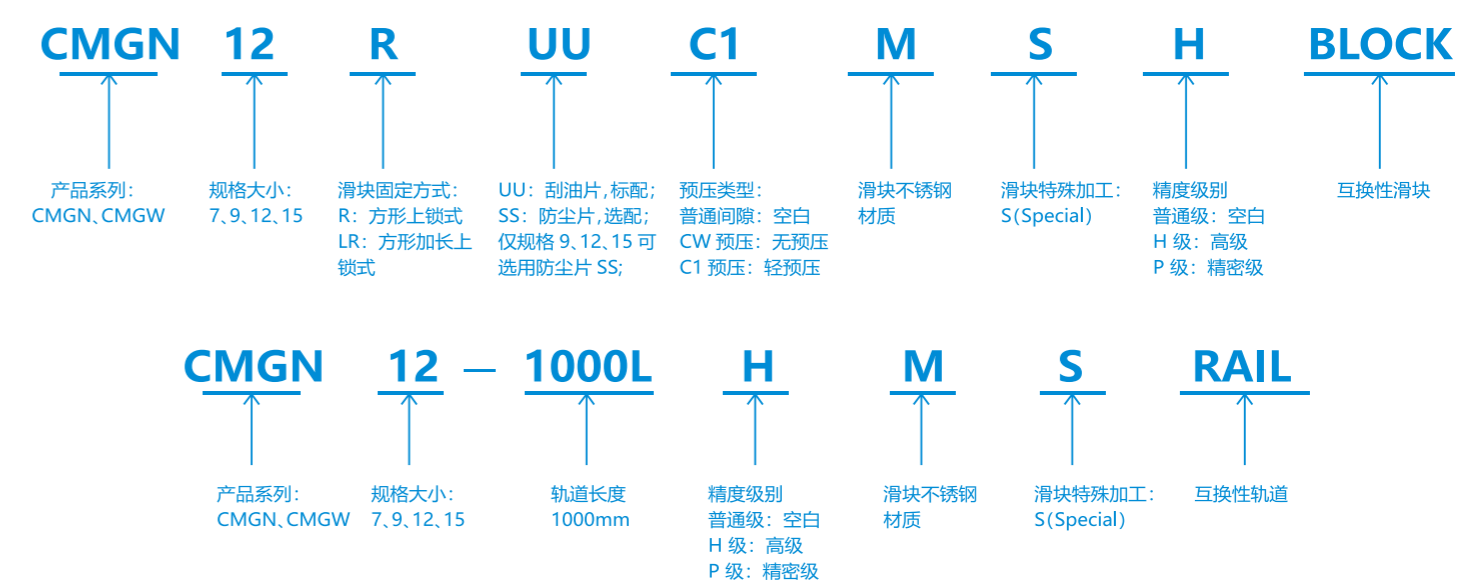 CMGN 12 R UU C1 M S H BLOCK
产品系列：
CMGN、CMGW
规格大小：
7、9、12、15
滑块固定方式：
R：方形上锁式
LR：方形加长上
锁式
UU：刮油片，标配；
SS：防尘片，选配；
仅规格 9、12、15 可
选用防尘片 SS;
预压类型：
普通间隙：空白
CW 预压：无预压
C1 预压：轻预压
滑块不锈钢
材质
滑块特殊加工：
S(Special)
精度级别
普通级：空白
H 级：高级
P 级：精密级
互换性滑块
CMGN 12 — 1000L H M S RAIL
产品系列：
CMGN、CMGW
规格大小：
7、9、12、15
轨道长度
1000mm
精度级别
普通级：空白
H 级：高级
P 级：精密级
滑块不锈钢
材质
滑块特殊加工：
S(Special)
互换性轨道